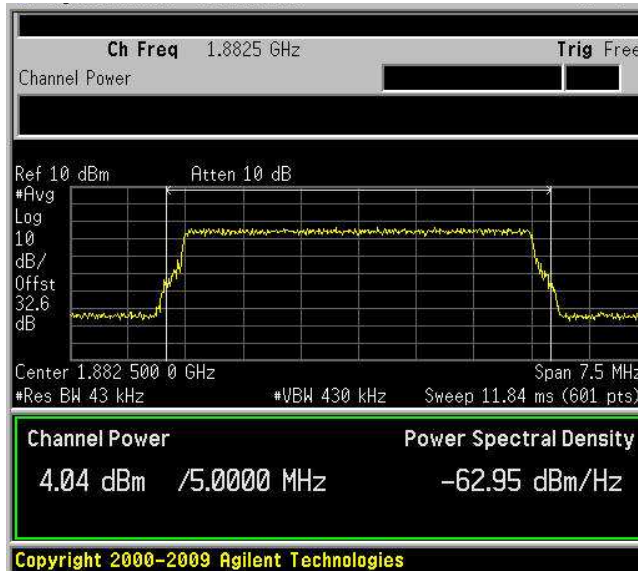 Ch Freq 1.8825 GHz Trig Free
Channel Power
Ref 10 dBm Atten 10 dB
#Avg
Log
10
dB/
Offst
32.6
dB
Center 1.882 500 0 GHz Span 7.5 MHz
#Res BW 43 kHz #VBW 430 kHz Sweep 11.84 ms (601 pts)
Channel Power Power Spectral Density
4.04 dBm /5.0000 MHz -62.95 dBm/Hz
Copyright 2000-2009 Agilent Technologies